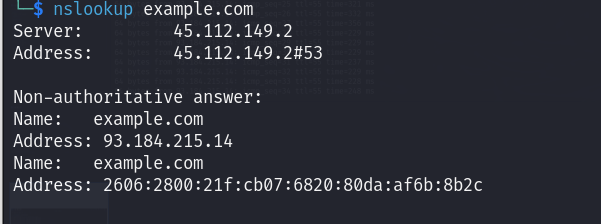 └─$ nslookup example.com
Server:         45.112.149.2
Address:        45.112.149.2#53

Non-authoritative answer:
Name:   example.com
Address: 93.184.215.14
Name:   example.com
Address: 2606:2800:21f:cb07:6820:80da:af6b:8b2c